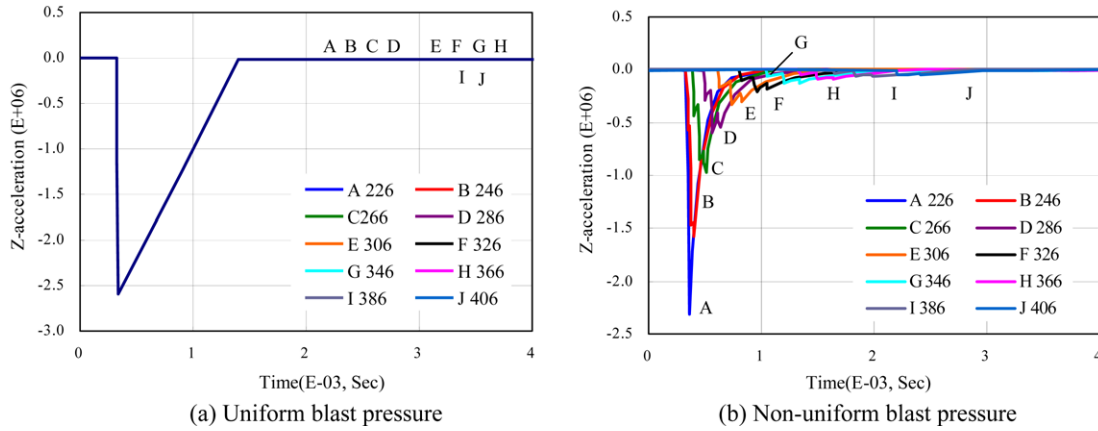 0.5
0.0
-0.5
-1.0
-1.5
-2.0
-2.5
-3.0
Z-acceleration (E+06)
A B C D E F G H
I J
A 226 B 246
C266 D 286
E 306 F 326
G 346 H 366
I 386 J 406
0 1 2 3 4
Time(E-03, Sec)
(a) Uniform blast pressure
0.5
0.0
-0.5
-1.0
-1.5
-2.0
-2.5
Z-acceleration (E+06)
G
F H I J
E
D
C
B
A
A 226 B 246
C 266 D 286
E 306 F 326
G 346 H 366
I 386 J 406
0 1 2 3 4
Time(E-03, Sec)
(b) Non-uniform blast pressure